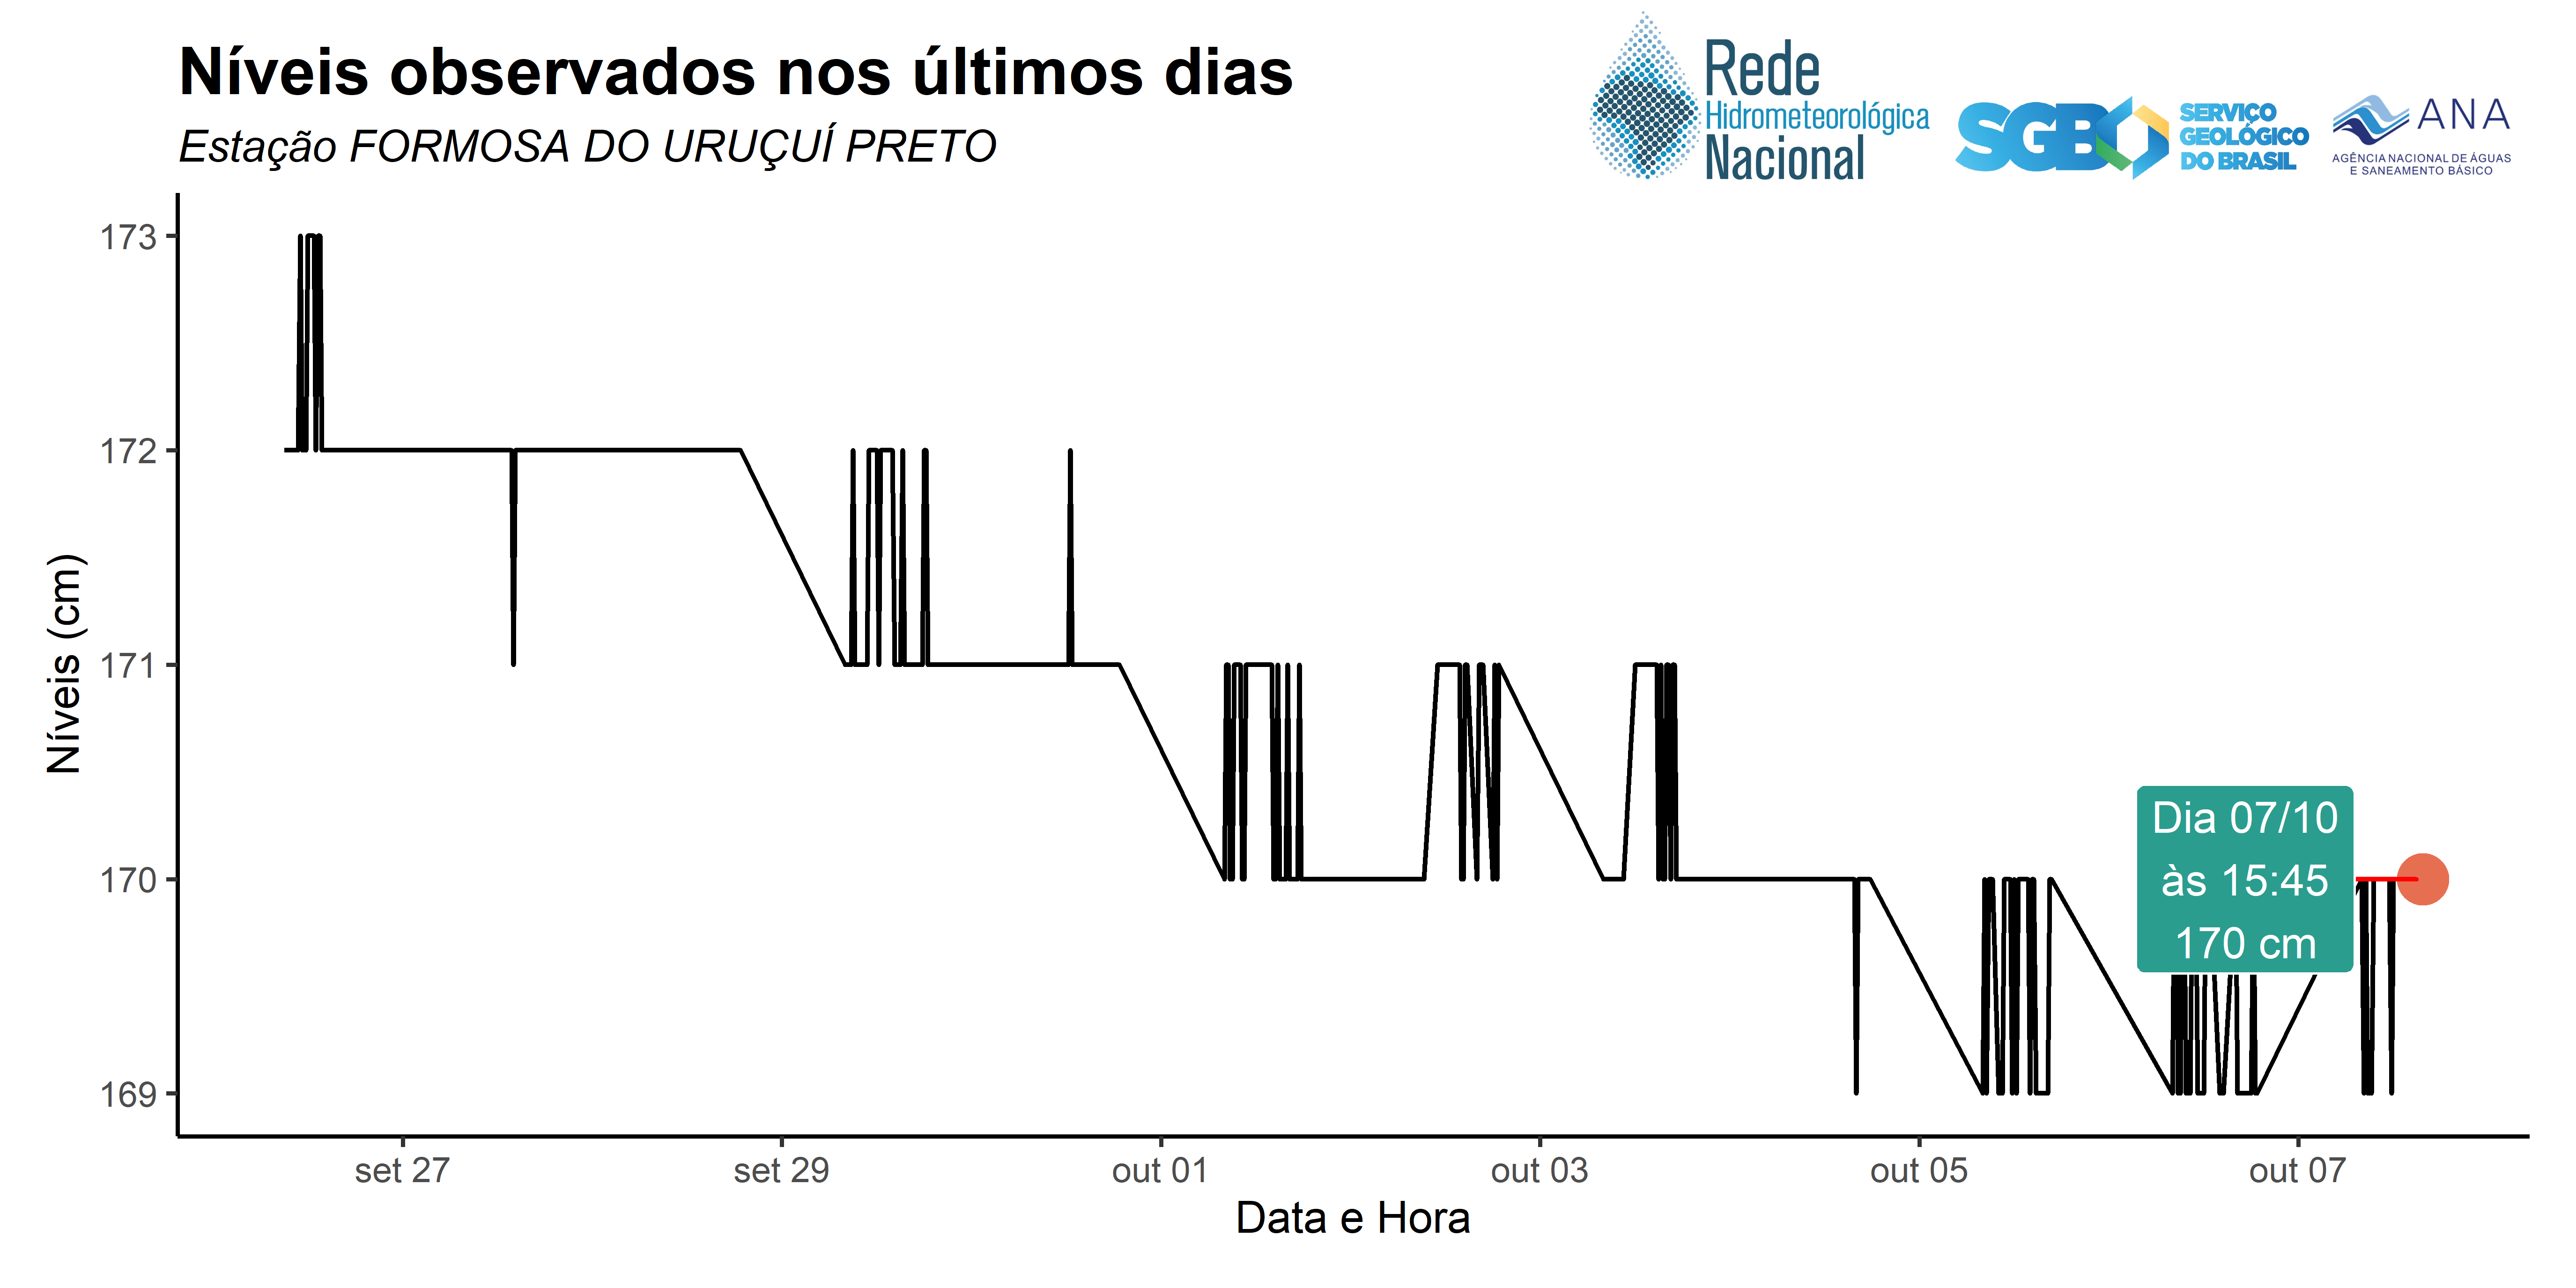 Níveis observados nos últimos dias
Estação FORMOSA DO URUÇUÍ PRETO
Rede
Hidrometeorológica
Nacional
SGB
SERVIÇO
GEOLÓGICO
DO BRASIL
ANA
AGÊNCIA NACIONAL DE ÁGUAS
E SANEAMENTO BÁSICO
Níveis (cm)
173
172
171
170
169
Dia 07/10
às 15:45
170 cm
set 27
set 29
out 01
out 03
out 05
out 07
Data e Hora